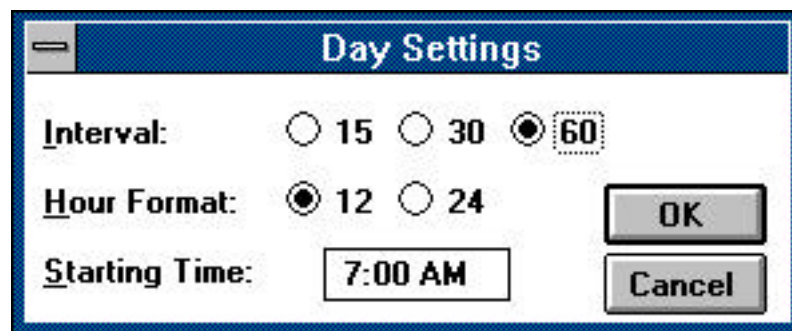 Day Settings
Interval: 15 30 60
Hour Format: 12 24
Starting Time: 7:00 AM
OK
Cancel